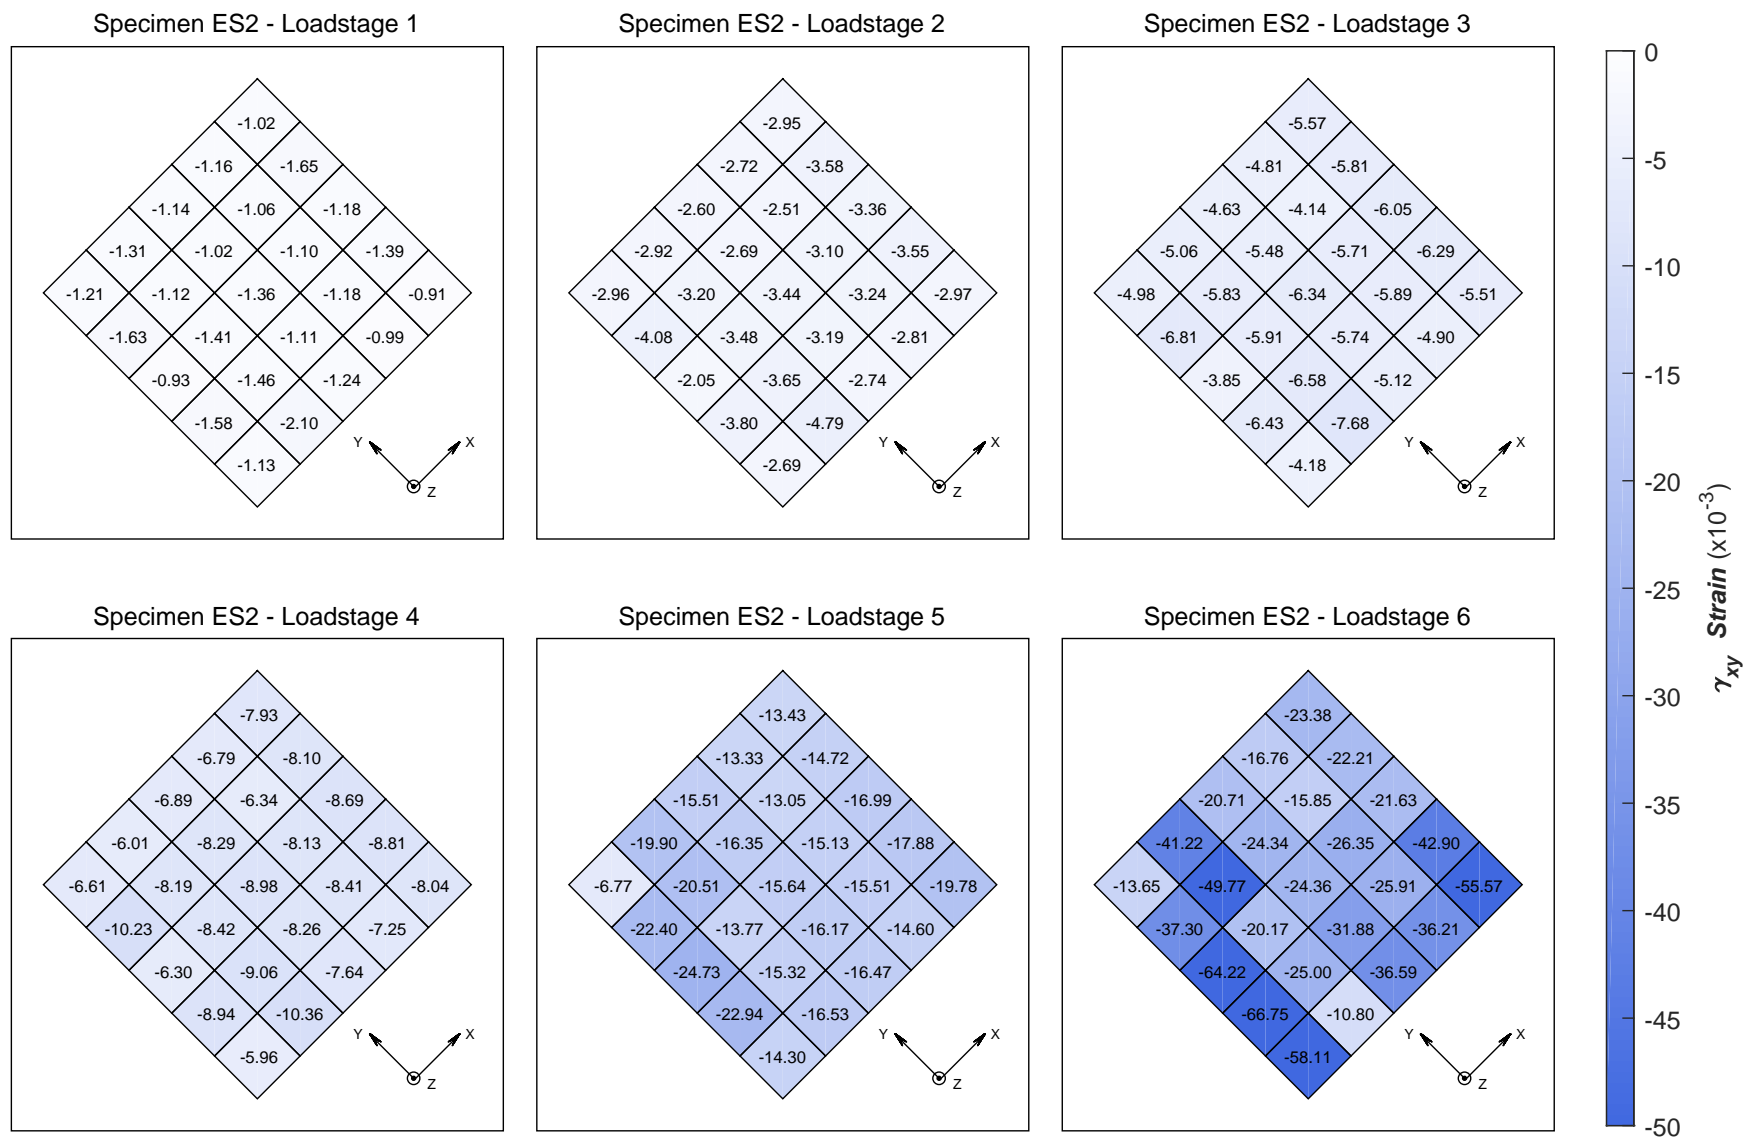 Specimen ES2 - Loadstage 1
-1.02
-1.16 -1.65
-1.14 -1.06 -1.18
-1.31 -1.02 -1.10 -1.39
-1.21 -1.12 -1.36 -1.18 -0.91
-1.63 -1.41 -1.11 -0.99
-0.93 -1.46 -1.24
-1.58 -2.10
-1.13
Y X
Z
Specimen ES2 - Loadstage 2
-2.95
-2.72 -3.58
-2.60 -2.51 -3.36
-2.92 -2.69 -3.10 -3.55
-2.96 -3.20 -3.44 -3.24 -2.97
-4.08 -3.48 -3.19 -2.81
-2.05 -3.65 -2.74
-3.80 -4.79
-2.69
Y X
Z
Specimen ES2 - Loadstage 3
-5.57
-4.81 -5.81
-4.63 -4.14 -6.05
-5.06 -5.48 -5.71 -6.29
-4.98 -5.83 -6.34 -5.89 -5.51
-6.81 -5.91 -5.74 -4.90
-3.85 -6.58 -5.12
-6.43 -7.68
-4.18
Y X
Z
Specimen ES2 - Loadstage 4
-7.93
-6.79 -8.10
-6.89 -6.34 -8.69
-6.01 -8.29 -8.13 -8.81
-6.61 -8.19 -8.98 -8.41 -8.04
-10.23 -8.42 -8.26 -7.25
-6.30 -9.06 -7.64
-8.94 -10.36
-5.96
Y X
Z
Specimen ES2 - Loadstage 5
-13.43
-13.33 -14.72
-15.51 -13.05 -16.99
-19.90 -16.35 -15.13 -17.88
-6.77 -20.51 -15.64 -15.51 -19.78
-22.40 -13.77 -16.17 -14.60
-24.73 -15.32 -16.47
-22.94 -16.53
-14.30
Y X
Z
Specimen ES2 - Loadstage 6
-23.38
-16.76 -22.21
-20.71 -15.85 -21.63
-41.22 -24.34 -26.35 -42.90
-13.65 -49.77 -24.36 -25.91 -55.57
-37.30 -20.17 -31.88 -36.21
-64.22 -25.00 -36.59
-66.75 -10.80
-58.11
Y X
Z
0
-5
-10
-15
-20
-25
-30
-35
-40
-45
-50
γxy Strain (x10-3)